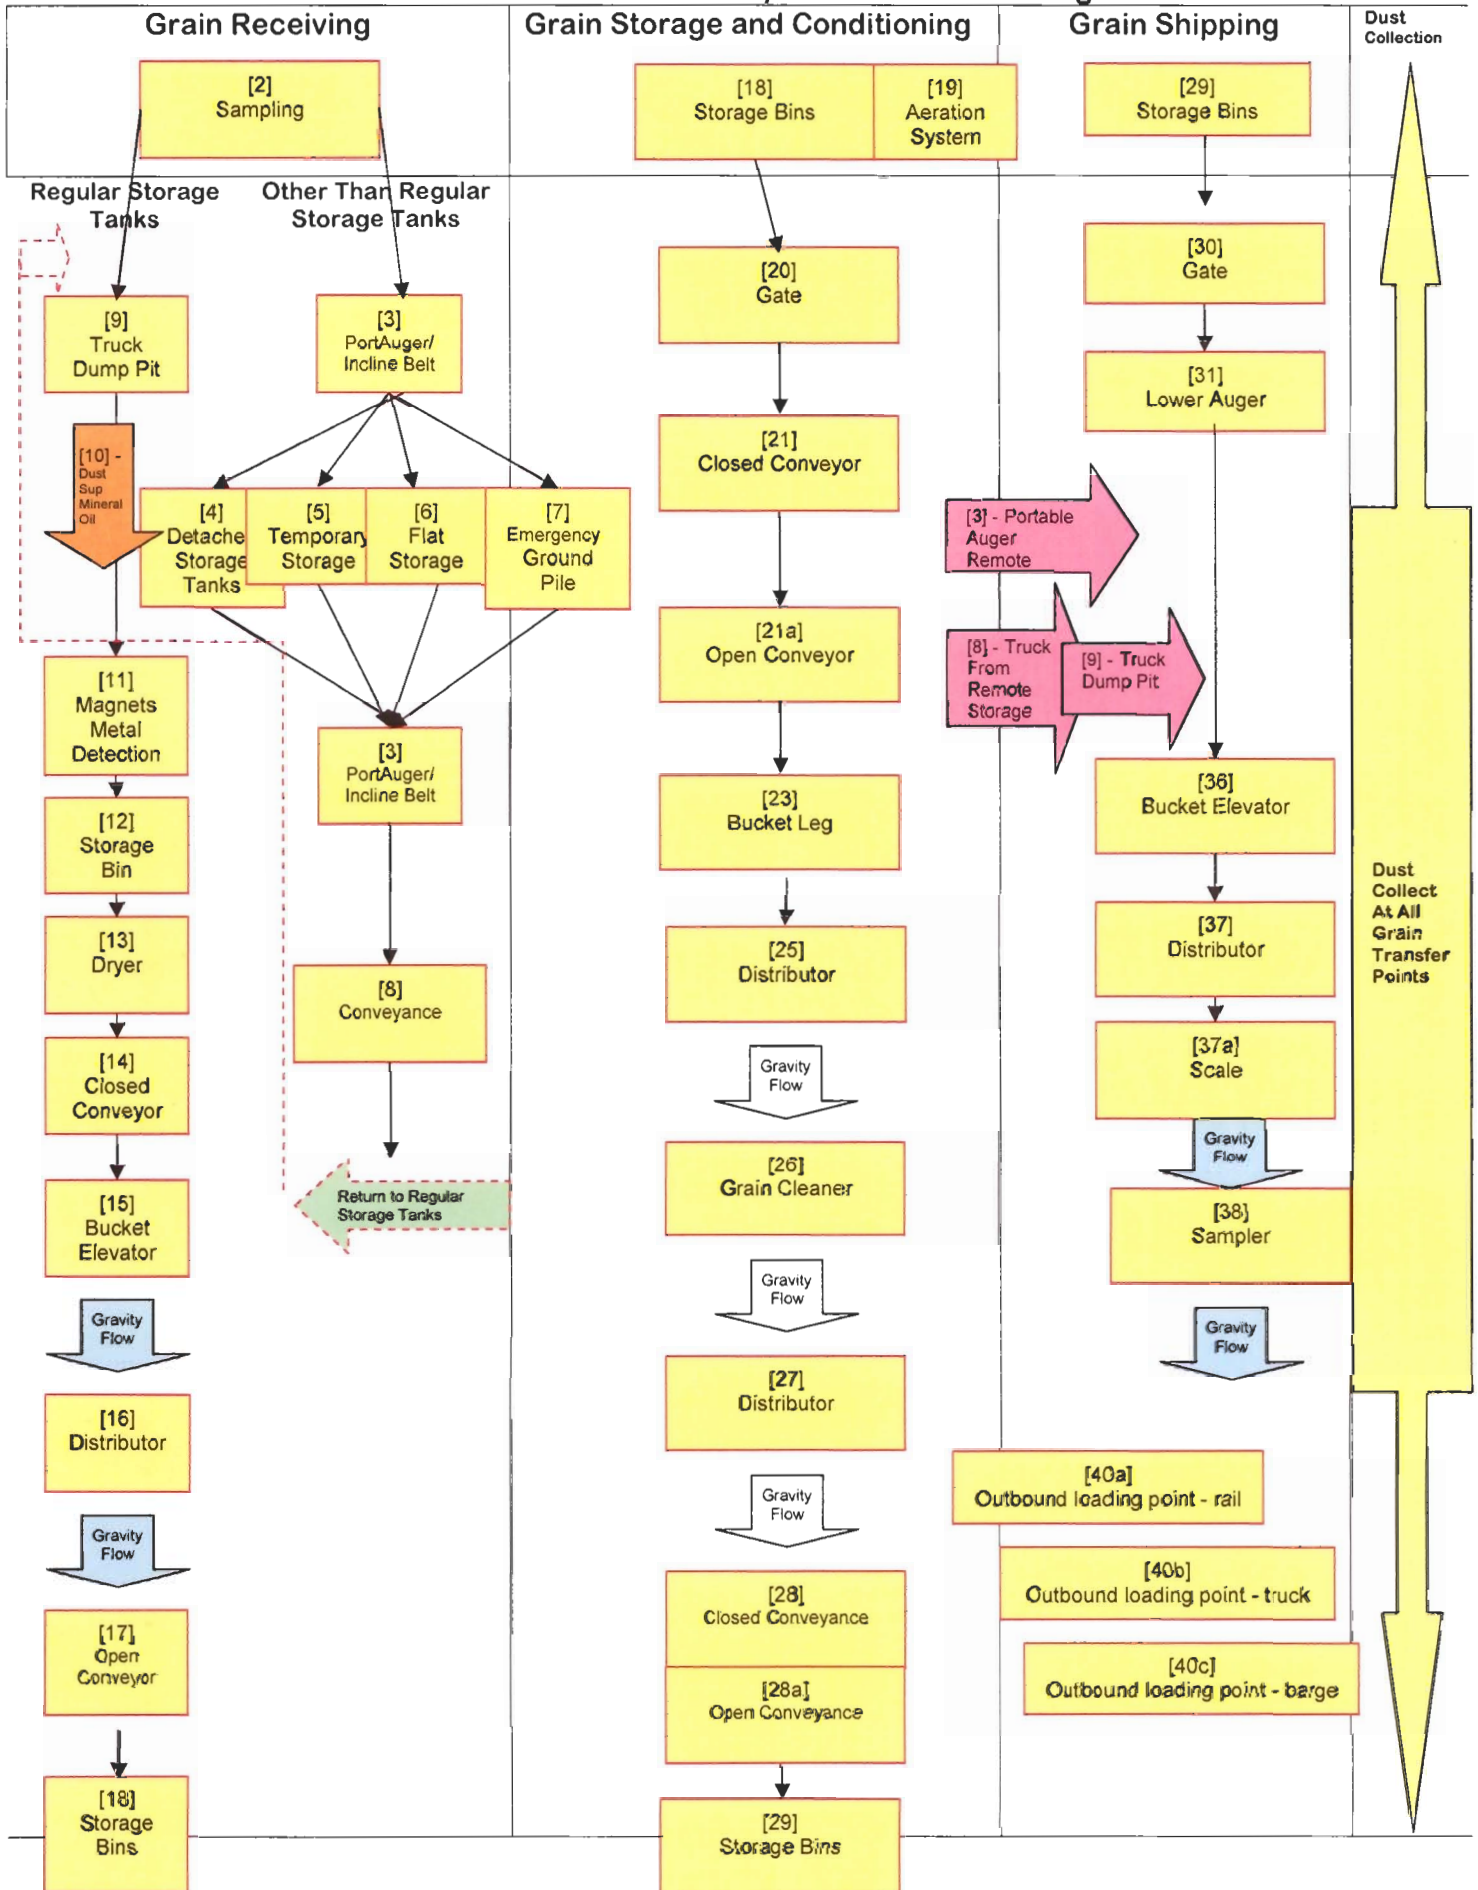 Grain Receiving
Grain Storage and Conditioning
Grain Shipping
Dust
Collection
[2]
Sampling
[18]
Storage Bins
[19]
Aeration
System
[29]
Storage Bins
Regular Storage
Tanks
Other Than Regular
Storage Tanks
[9]
Truck
Dump Pit
[3]
PortAuger/
Incline Belt
[10] -
Dust
Sup
Mineral
Oil
[4]
Detache
Storage
Tanks
[5]
Temporary
Storage
[6]
Flat
Storage
[7]
Emergency
Ground
Pile
[11]
Magnets
Metal
Detection
[3]
PortAuger/
Incline Belt
[12]
Storage
Bin
[13]
Dryer
[8]
Conveyance
[14]
Closed
Conveyor
Return to Regular
Storage Tanks
[15]
Bucket
Elevator
Gravity
Flow
[16]
Distributor
Gravity
Flow
[17]
Open
Conveyor
[18]
Storage
Bins
[20]
Gate
[21]
Closed Conveyor
[21a]
Open Conveyor
[23]
Bucket Leg
[25]
Distributor
Gravity
Flow
[26]
Grain Cleaner
Gravity
Flow
[27]
Distributor
Gravity
Flow
[28]
Closed Conveyance
[28a]
Open Conveyance
[29]
Storage Bins
[30]
Gate
[31]
Lower Auger
[3] - Portable
Auger
Remote
[8] - Truck
From
Remote
Storage
[9] - Truck
Dump Pit
[36]
Bucket Elevator
[37]
Distributor
[37a]
Scale
Gravity
Flow
[38]
Sampler
Gravity
Flow
[40a]
Outbound loading point - rail
[40b]
Outbound loading point - truck
[40c]
Outbound loading point - barge
Dust
Collect
At All
Grain
Transfer
Points